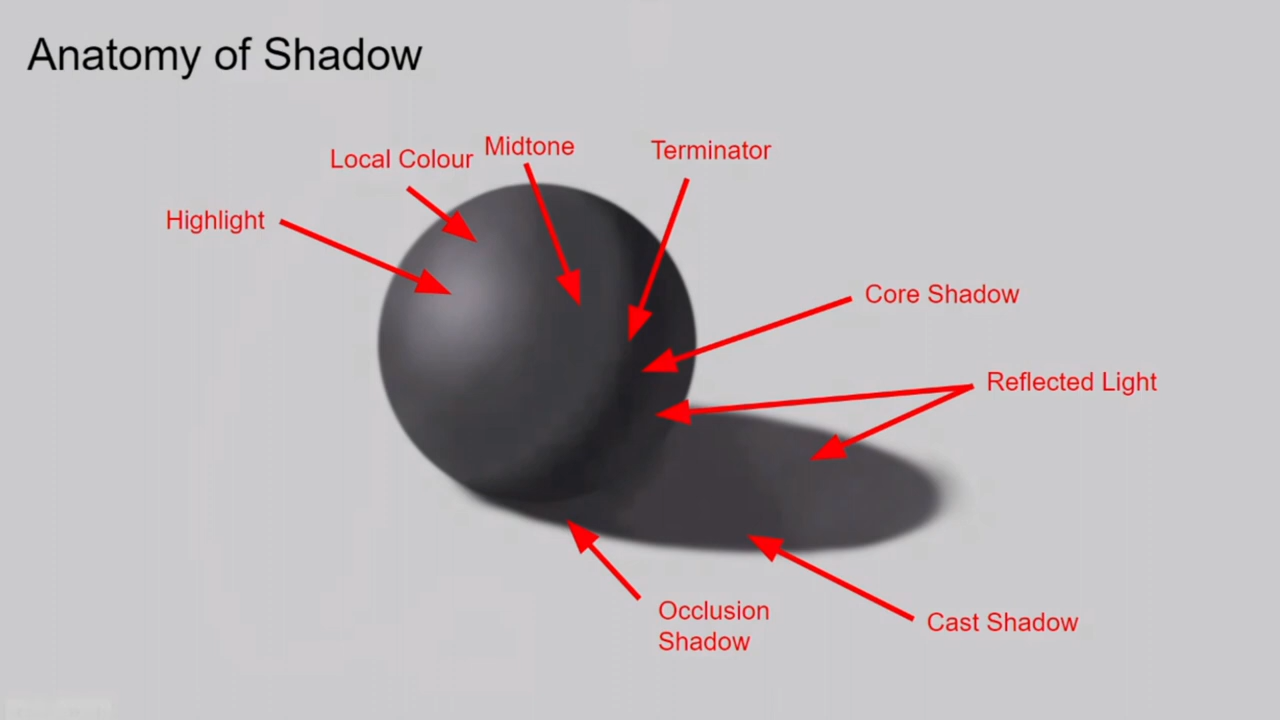 Anatomy of Shadow
Local Colour
Midtone
Terminator
Highlight
Core Shadow
Reflected Light
Occlusion
Shadow
Cast Shadow